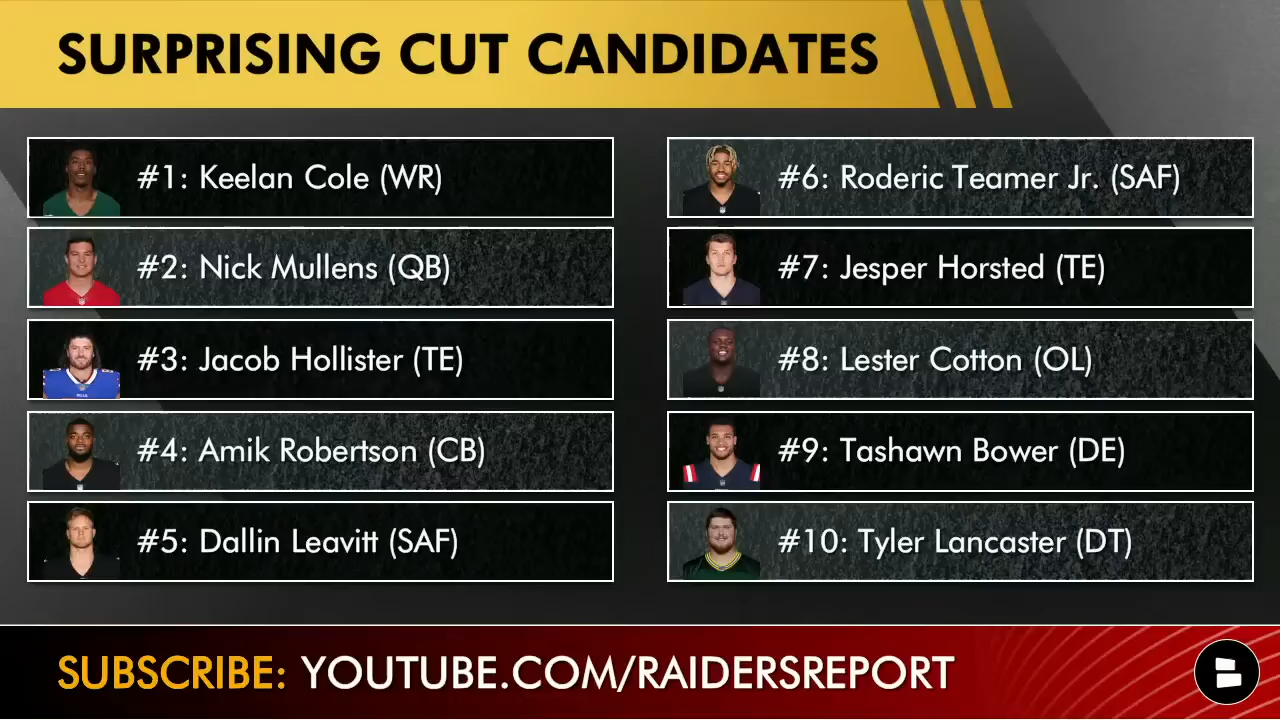 SURPRISING CUT CANDIDATES
#1: Keelan Cole (WR)
#2: Nick Mullens (QB)
#3: Jacob Hollister (TE)
#4: Amik Robertson (CB)
#5: Dallin Leavitt (SAF)
#6: Roderic Teamer Jr. (SAF)
#7: Jesper Horsted (TE)
#8: Lester Cotton (OL)
#9: Tashawn Bower (DE)
#10: Tyler Lancaster (DT)
SUBSCRIBE: YOUTUBE.COM/RAIDERSREPORT